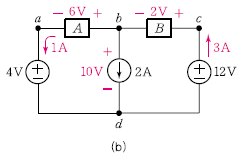 − 6V + − 2V +
a A b B c
1A + 3A
4V + − 10V 2A + − 12V
−
d
(b)